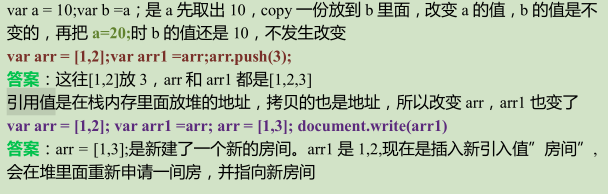 var a = 10;var b =a；是 a 先取出 10，copy 一份放到 b 里面，改变 a 的值，b 的值是不
变的，再把 a=20;时 b 的值还是 10，不发生改变
var arr = [1,2];var arr1 =arr;arr.push(3);
答案：这往[1,2]放 3，arr 和 arr1 都是[1,2,3]
引用值是在栈内存里面放堆的地址，拷贝的也是地址，所以改变 arr，arr1 也变了
var arr = [1,2]; var arr1 =arr; arr = [1,3]; document.write(arr1)
答案：arr = [1,3];是新建了一个新的房间。arr1 是 1,2,现在是插入新引入值”房间”，
会在堆里面重新申请一间房，并指向新房间